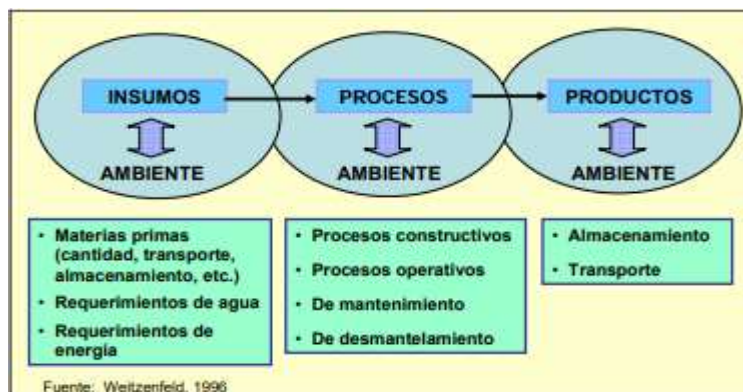 INSUMOS
PROCESOS
PRODUCTOS
AMBIENTE
AMBIENTE
AMBIENTE
• Materias primas
(cantidad, transporte,
almacenamiento, etc.)
• Requerimientos de agua
• Requerimientos de
energía
• Procesos constructivos
• Procesos operativos
• De mantenimiento
• De desmantelamiento
• Almacenamiento
• Transporte
Fuente: Weitzenfeld, 1996